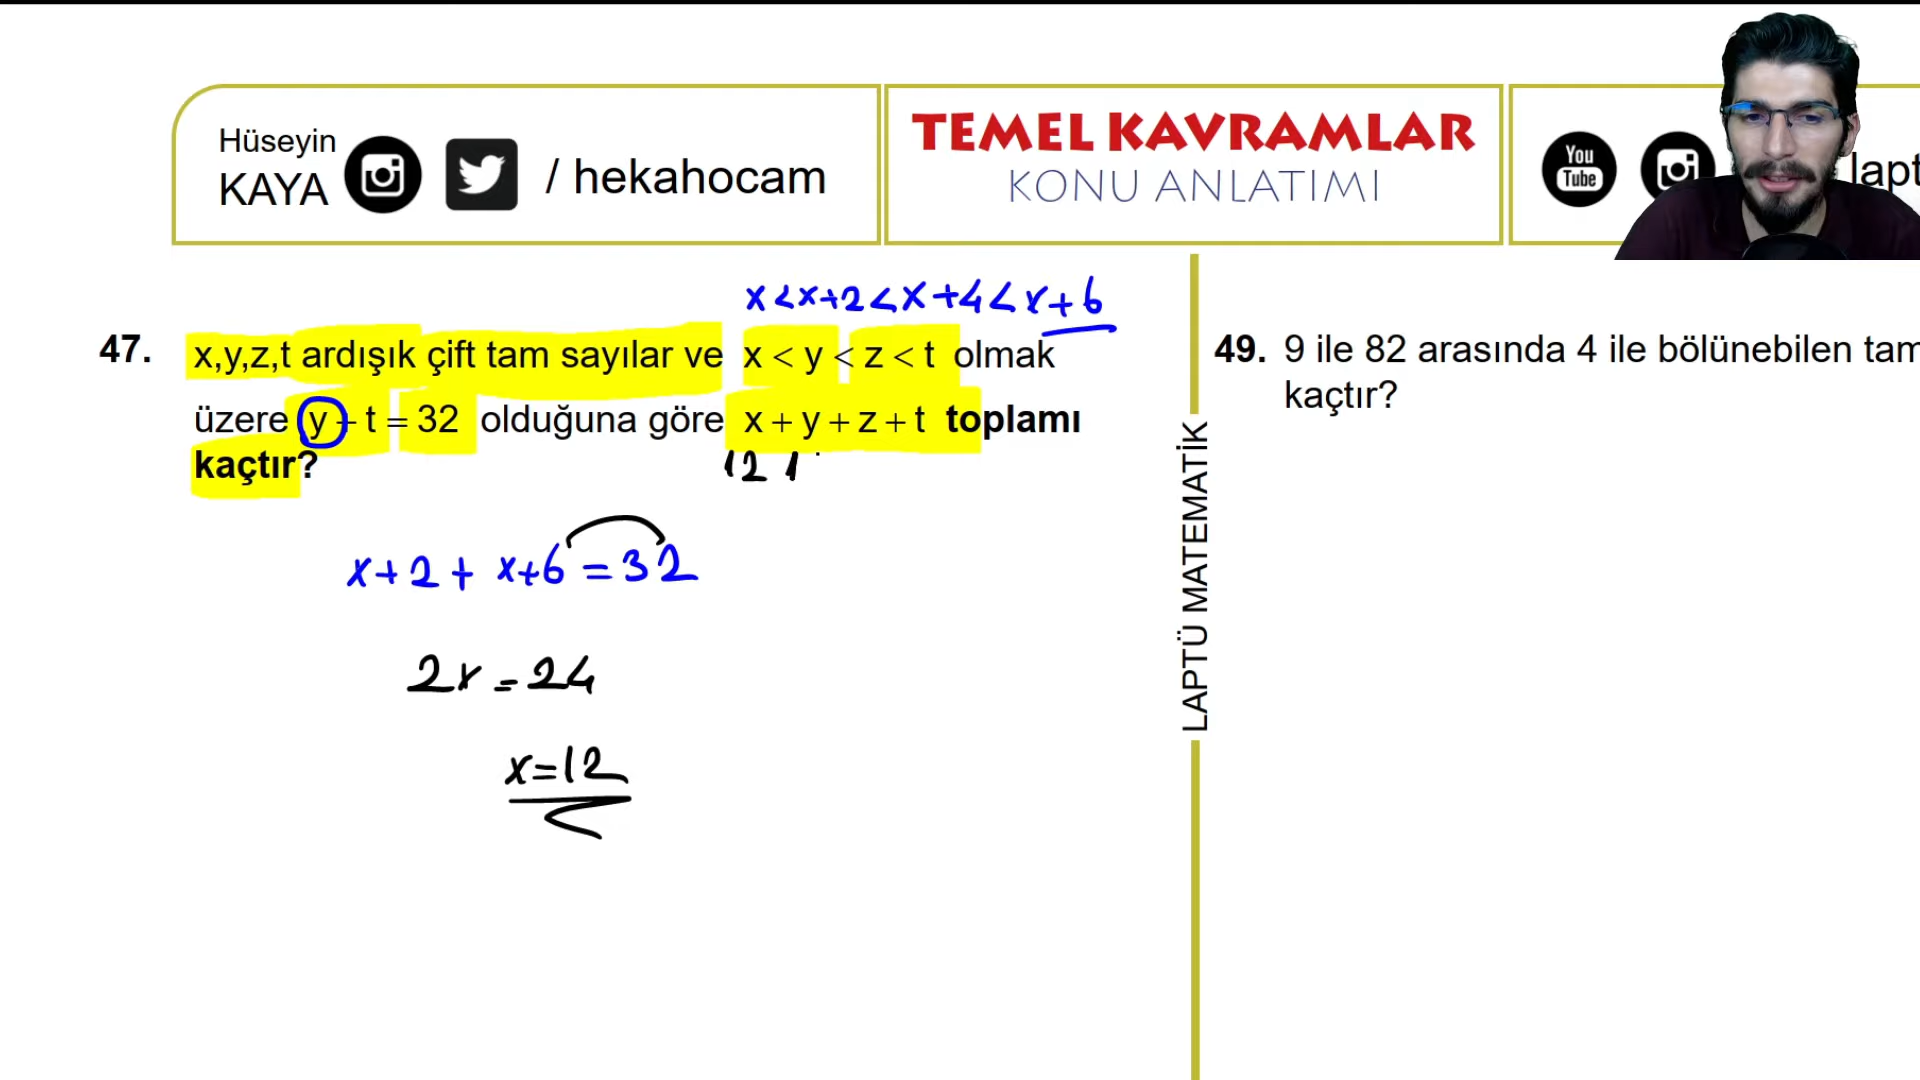 Hüseyin
KAYA
/ hekahocam
TEMEL KAVRAMLAR
KONU ANLATIMI
You
Tube
lapt
x<x+2<x+4<x+6
47. x,y,z,t ardışık çift tam sayılar ve x < y < z < t olmak
üzere y + t = 32 olduğuna göre x + y + z + t toplamı
kaçtır?
12 1
x+2+ x+6 = 32
2x = 24
x=12
LAPTÜ MATEMATİK
49. 9 ile 82 arasında 4 ile bölünebilen tam
kaçtır?